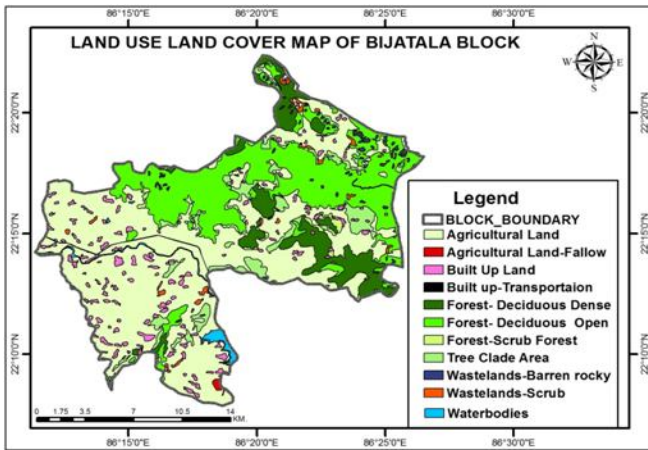 86°15'0"E 86°20'0"E 86°25'0"E 86°30'0"E
LAND USE LAND COVER MAP OF BIJATALA BLOCK
N
W E
S
22°20'0"N 22°20'0"N
22°15'0"N 22°15'0"N
22°10'0"N 22°10'0"N
Legend
BLOCK_BOUNDARY
Agricultural Land
Agricultural Land-Fallow
Built Up Land
Built up-Transportaion
Forest- Deciduous Dense
Forest- Deciduous Open
Forest-Scrub Forest
Tree Clade Area
Wastelands-Barren rocky
Wastelands-Scrub
Waterbodies
0 1.75 3.5 7 10.5 14
KM.
86°15'0"E 86°20'0"E 86°25'0"E 86°30'0"E